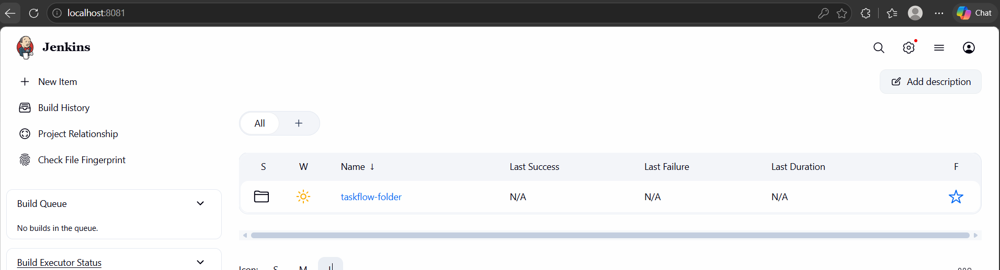 localhost:8081
Chat
Jenkins
New Item
Add description
Build History
All
Project Relationship
Check File Fingerprint
S W Name ↓ Last Success Last Failure Last Duration F
taskflow-folder N/A N/A N/A
Build Queue
No builds in the queue.
Build Executor Status
Icon: S M L